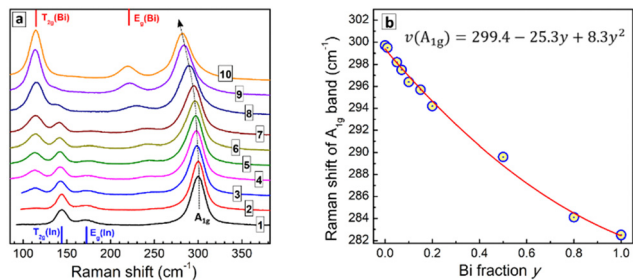 a
T2g(Bi)
Eg(Bi)
10
9
8
7
6
5
4
3
2
1
A1g
T2g(In)
Eg(In)
100 150 200 250 300 350
Raman shift (cm-1)
b
ν(A1g) = 299.4 − 25.3y + 8.3y²
Raman shift of A1g band (cm-1)
300
298
296
294
292
290
288
286
284
282
0.0 0.2 0.4 0.6 0.8 1.0
Bi fraction y